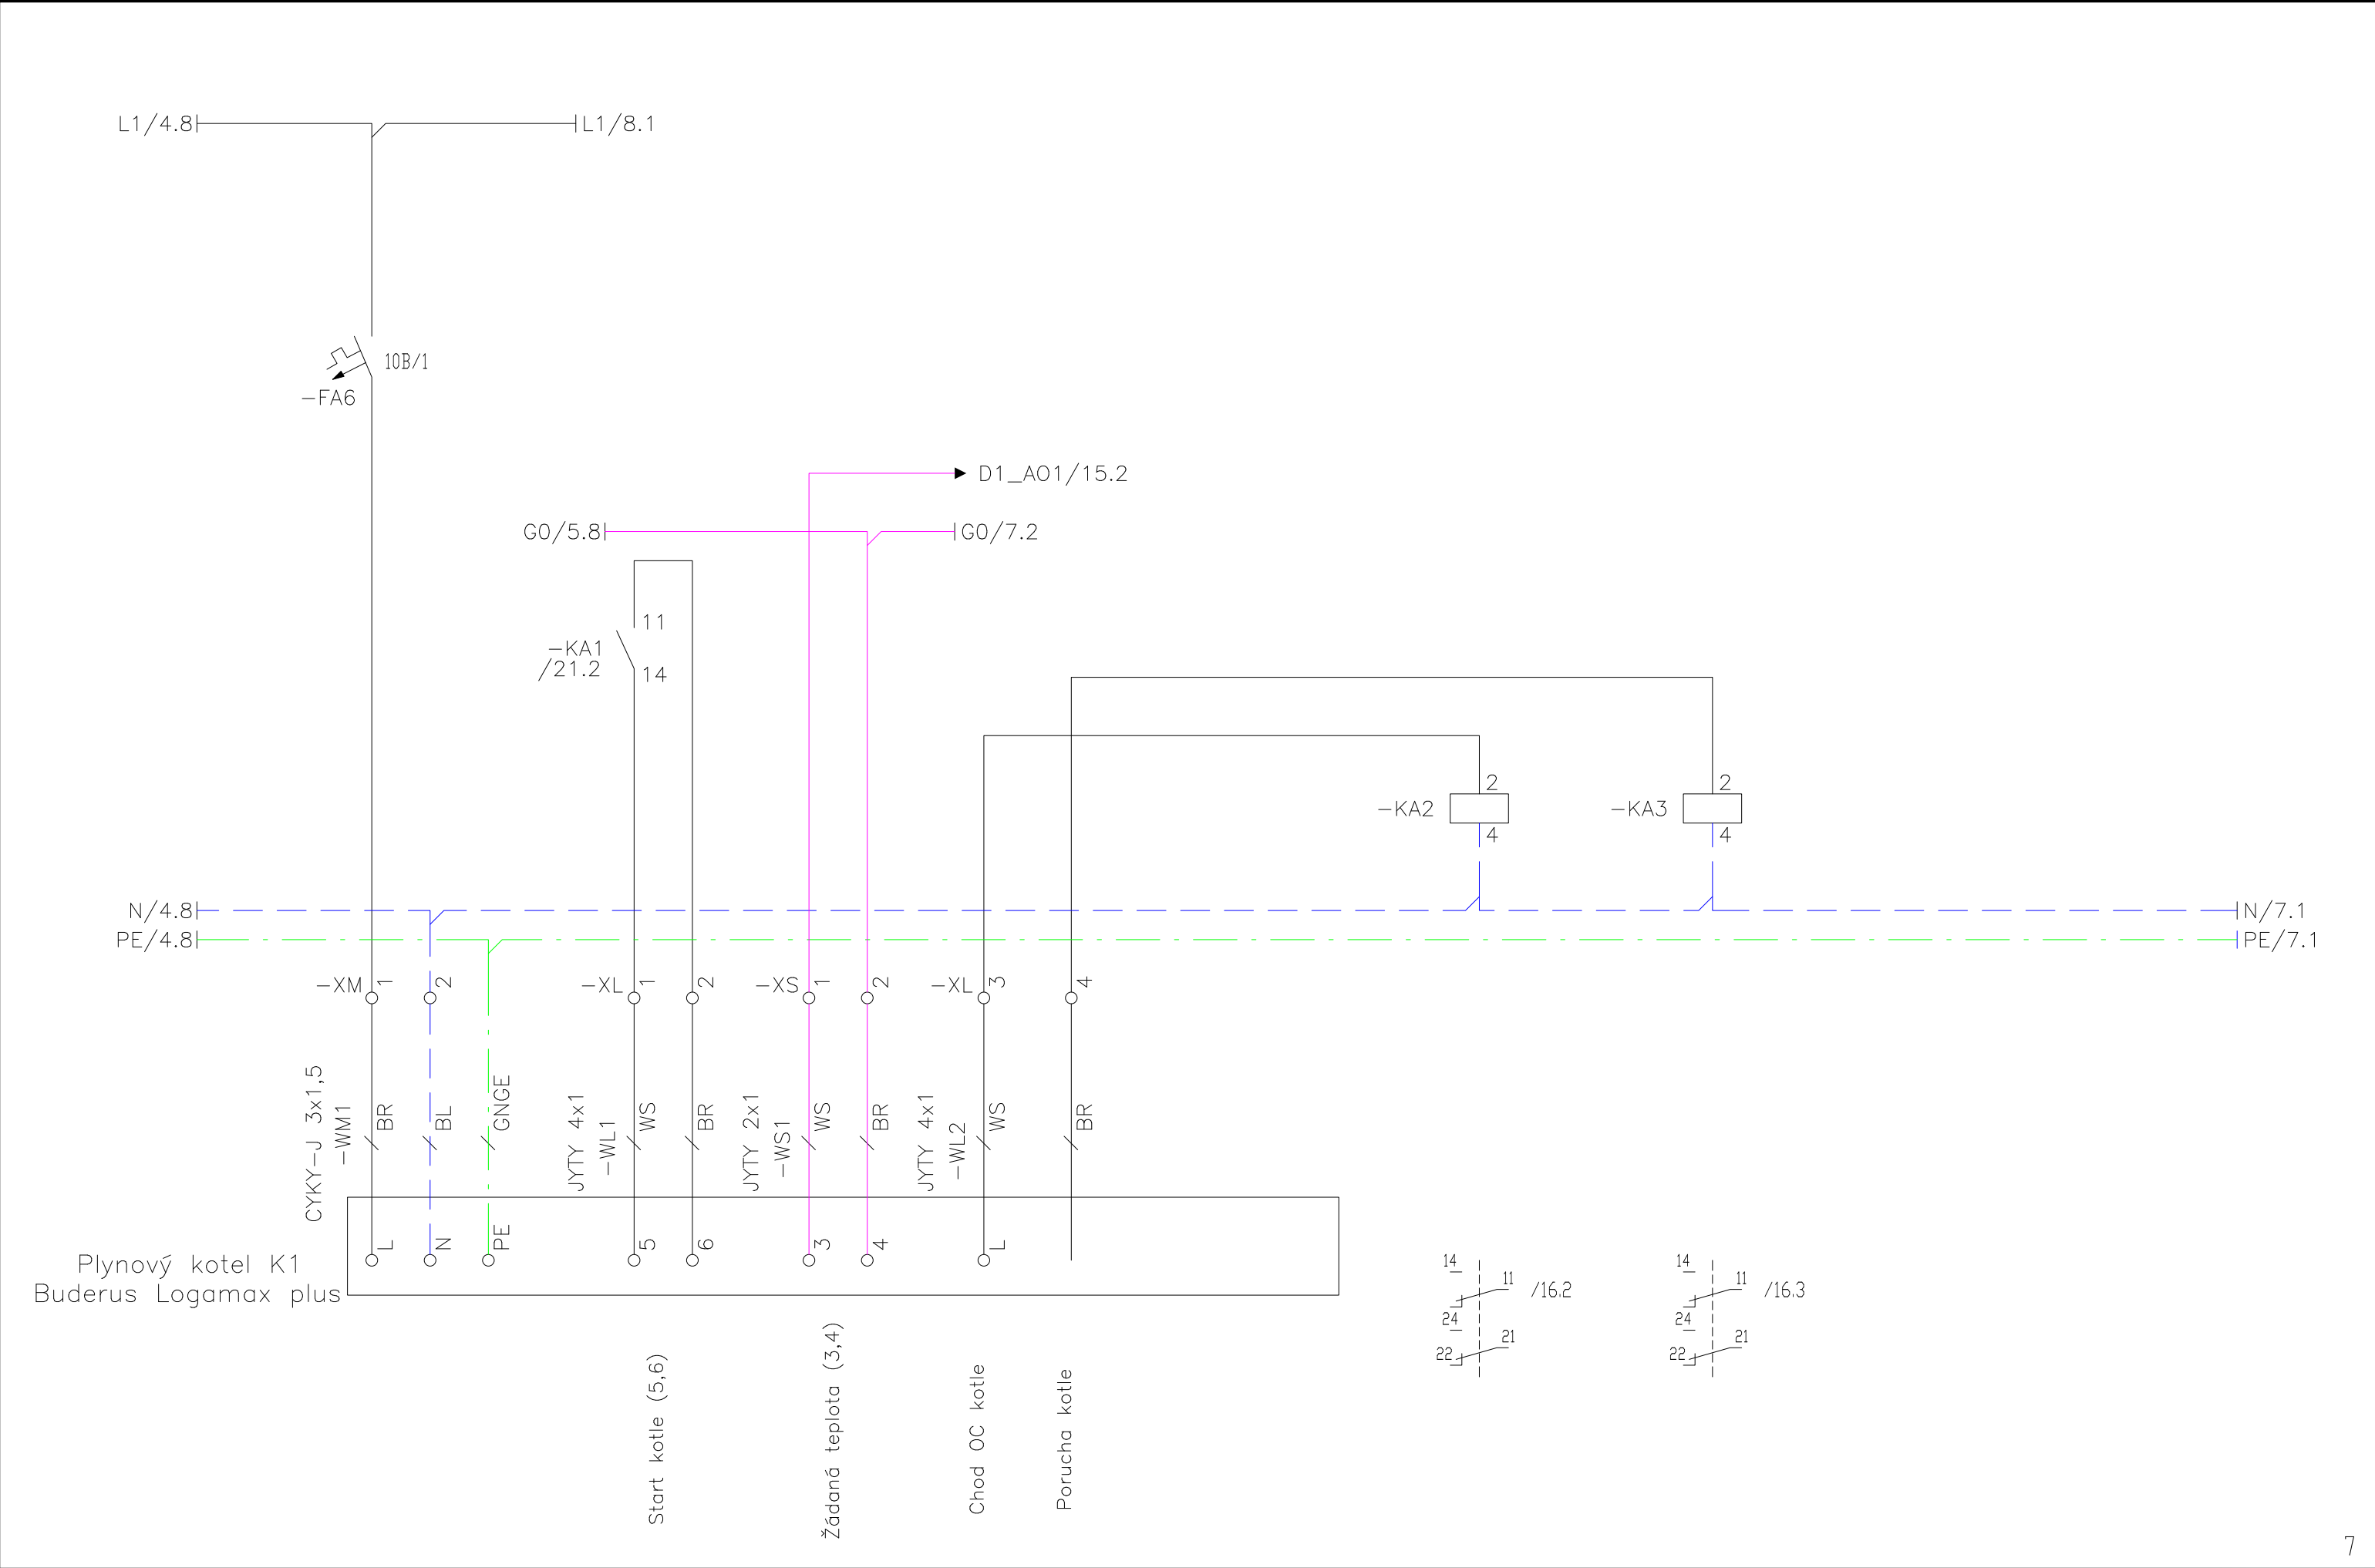 L1/4.8
L1/8.1
10B/1
-FA6
D1_AO1/15.2
G0/5.8
G0/7.2
11
-KA1
/21.2
14
2
-KA2
4
2
-KA3
4
N/4.8
N/7.1
PE/4.8
PE/7.1
-XM
1
2
-XL
1
2
-XS
1
2
-XL
3
4
CYKY-J 3x1,5
-WM1
BR
BL
GNGE
JYTY 4x1
-WL1
WS
BR
JYTY 2x1
-WS1
WS
BR
JYTY 4x1
-WL2
WS
BR
L
N
PE
5
6
3
4
L
Plynový kotel K1
Buderus Logamax plus
14
11
/16.2
24
21
22
14
11
/16.3
24
21
22
Start kotle (5,6)
Žádaná teplota (3,4)
Chod OC kotle
Porucha kotle
7